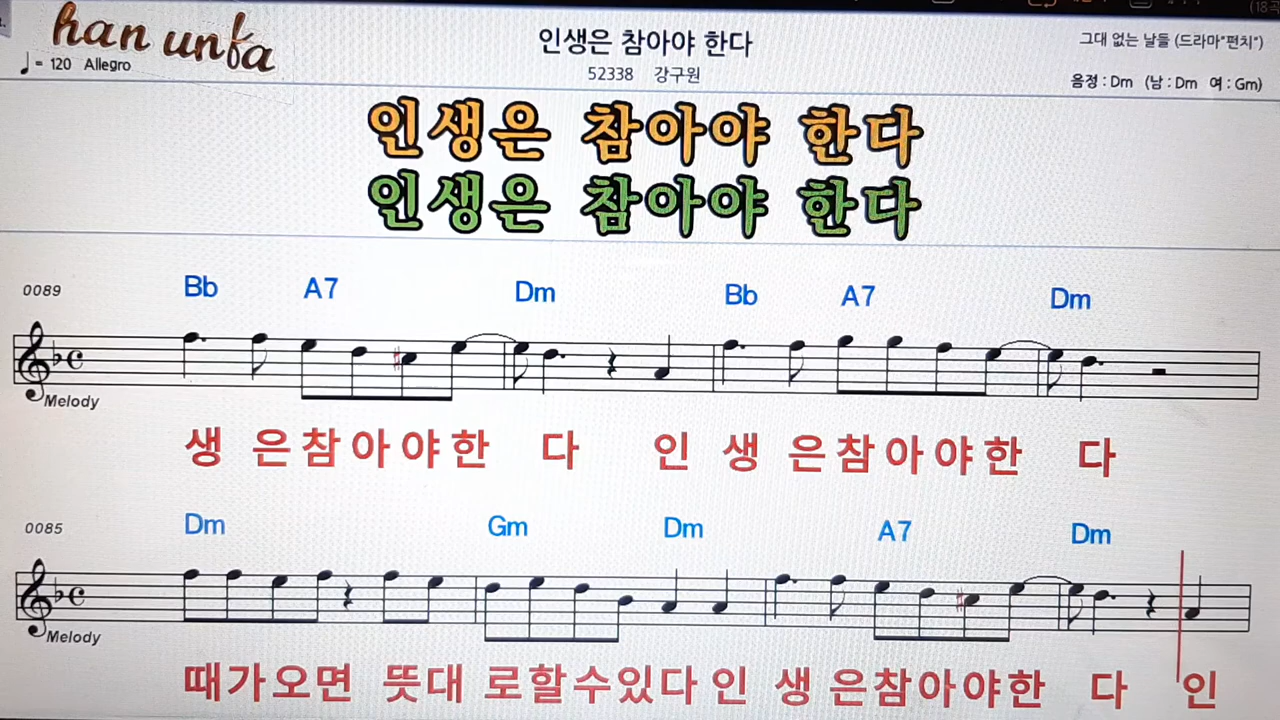 han unfa
♩= 120 Allegro
인생은 참아야 한다
52338 강구원
그대 없는 날들 (드라마"펀치")
음정 : Dm (남 : Dm 여 : Gm)
인생은 참아야 한다
인생은 참아야 한다
0089
Bb A7 Dm Bb A7 Dm
Melody
생 은참아야한 다 인 생 은참아야한 다
0085
Dm Gm Dm A7 Dm
Melody
때가오면 뜻대 로할수있다 인 생 은참아야한 다 인